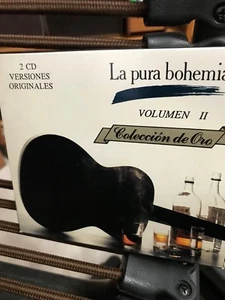 2 CD
VERSIONES
ORIGINALES
La pura bohemia
VOLUMEN II
Colección de Oro